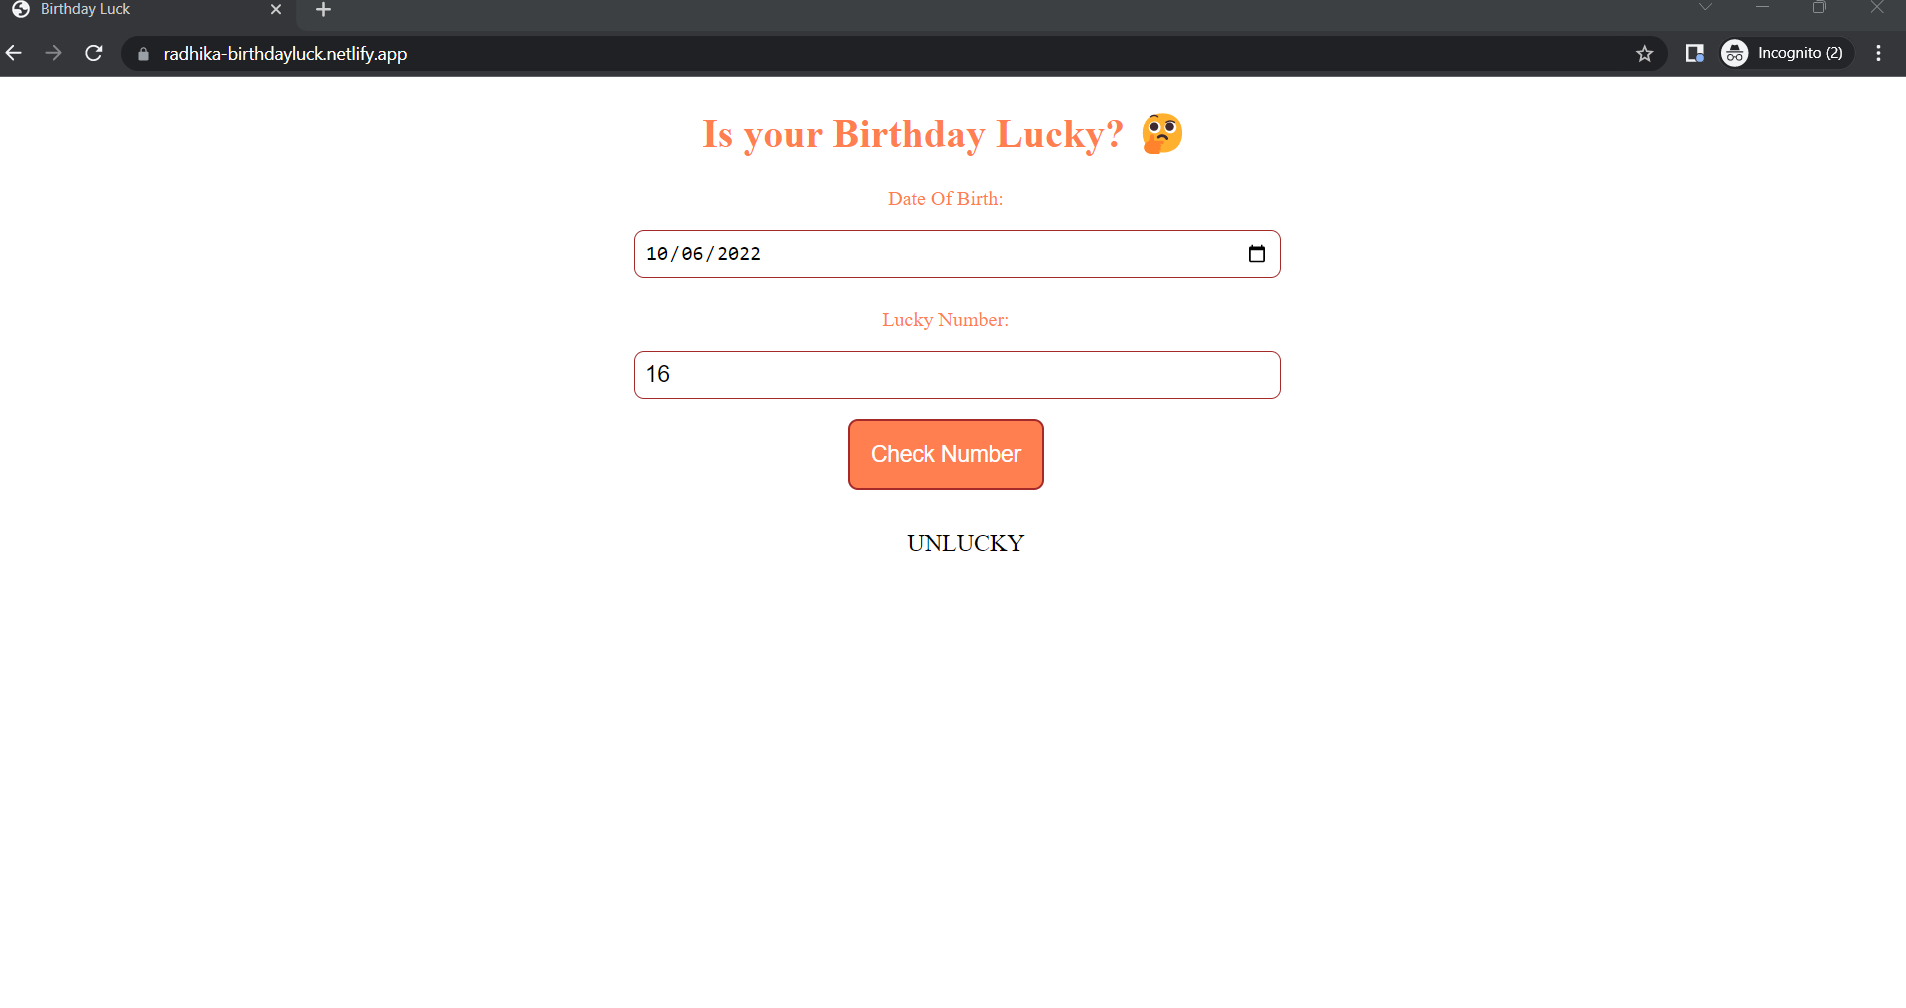 Birthday Luck
radhika-birthdayluck.netlify.app
Incognito (2)
Is your Birthday Lucky? 🤔
Date Of Birth:
10/06/2022
Lucky Number:
16
Check Number
UNLUCKY